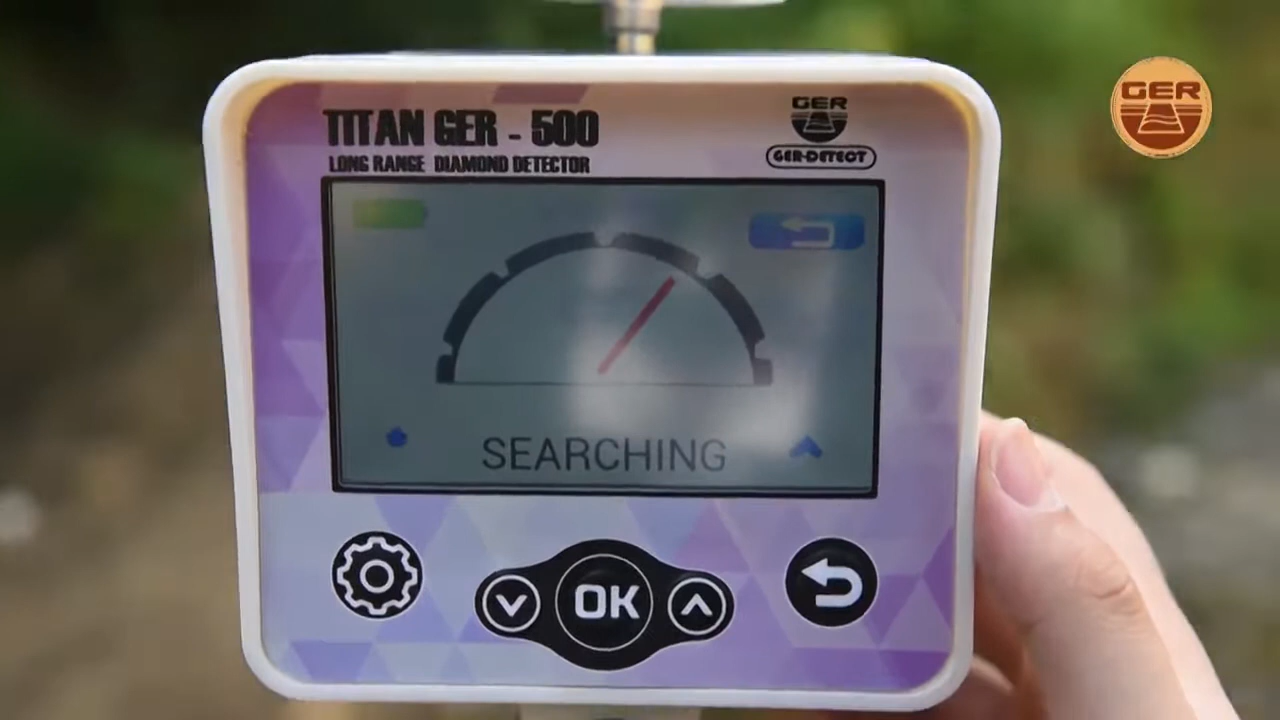 TITAN GER - 500
LONG RANGE DIAMOND DETECTOR
GER
GER-DETECT
GER
SEARCHING
OK